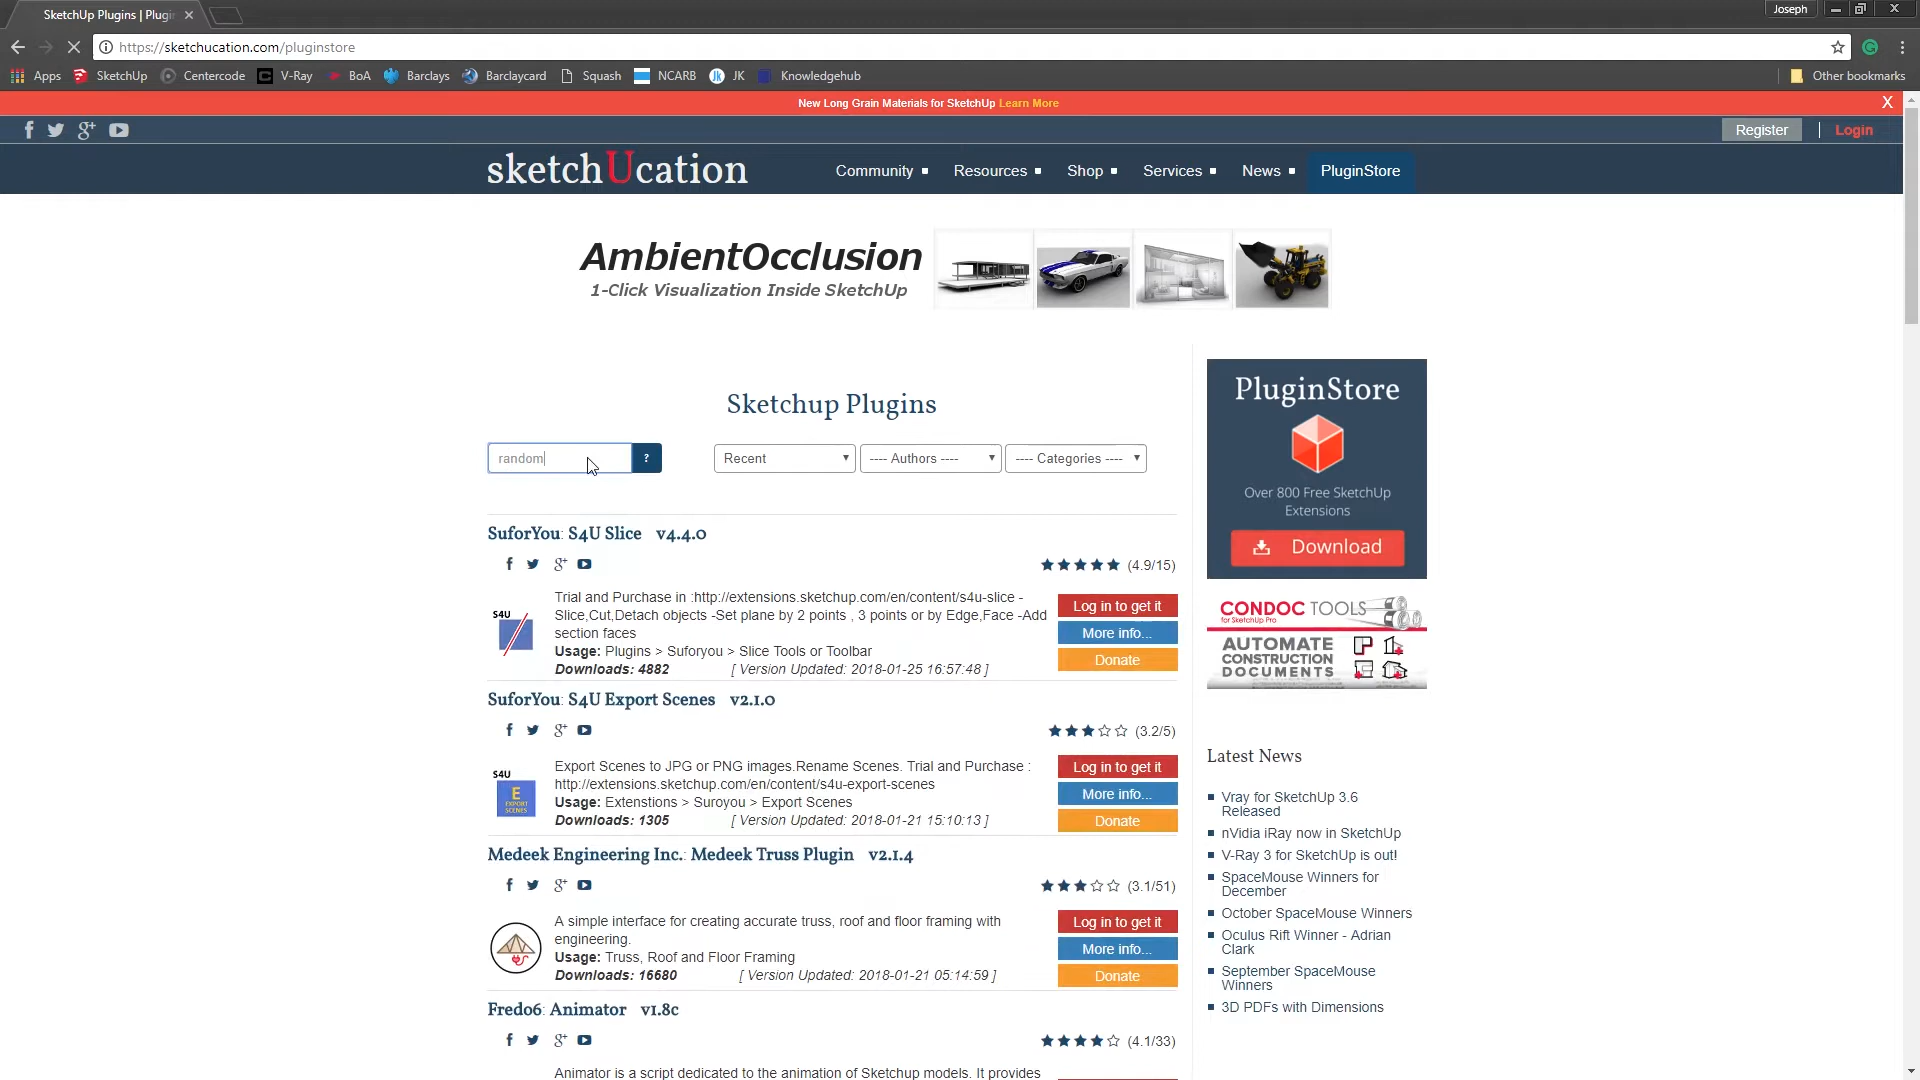 SketchUp Plugins | Plugi
Joseph
https://sketchucation.com/pluginstore
Apps SketchUp Centercode V-Ray BoA Barclays Barclaycard Squash NCARB JK Knowledgehub Other bookmarks
New Long Grain Materials for SketchUp Learn More X
Register | Login
sketchUcation Community Resources Shop Services News PluginStore
AmbientOcclusion
1-Click Visualization Inside SketchUp
Sketchup Plugins
random ? Recent ---- Authors ---- ---- Categories ----
SuforYou: S4U Slice v4.4.0
(4.9/15)
S4U
Trial and Purchase in :http://extensions.sketchup.com/en/content/s4u-slice -
Slice,Cut,Detach objects -Set plane by 2 points , 3 points or by Edge,Face -Add
section faces
Usage: Plugins > Suforyou > Slice Tools or Toolbar
Downloads: 4882 [ Version Updated: 2018-01-25 16:57:48 ]
Log in to get it
More info...
Donate
SuforYou: S4U Export Scenes v2.1.0
(3.2/5)
S4U
E
EXPORT
SCENES
Export Scenes to JPG or PNG images.Rename Scenes. Trial and Purchase :
http://extensions.sketchup.com/en/content/s4u-export-scenes
Usage: Extenstions > Suroyou > Export Scenes
Downloads: 1305 [ Version Updated: 2018-01-21 15:10:13 ]
Log in to get it
More info...
Donate
Medeek Engineering Inc.: Medeek Truss Plugin v2.1.4
(3.1/51)
A simple interface for creating accurate truss, roof and floor framing with
engineering.
Usage: Truss, Roof and Floor Framing
Downloads: 16680 [ Version Updated: 2018-01-21 05:14:59 ]
Log in to get it
More info...
Donate
Fredo6: Animator v1.8c
(4.1/33)
Animator is a script dedicated to the animation of Sketchup models. It provides
PluginStore
Over 800 Free SketchUp
Extensions
Download
CONDOC TOOLS
for SketchUp Pro
AUTOMATE
CONSTRUCTION
DOCUMENTS
Latest News
Vray for SketchUp 3.6
Released
nVidia iRay now in SketchUp
V-Ray 3 for SketchUp is out!
SpaceMouse Winners for
December
October SpaceMouse Winners
Oculus Rift Winner - Adrian
Clark
September SpaceMouse
Winners
3D PDFs with Dimensions